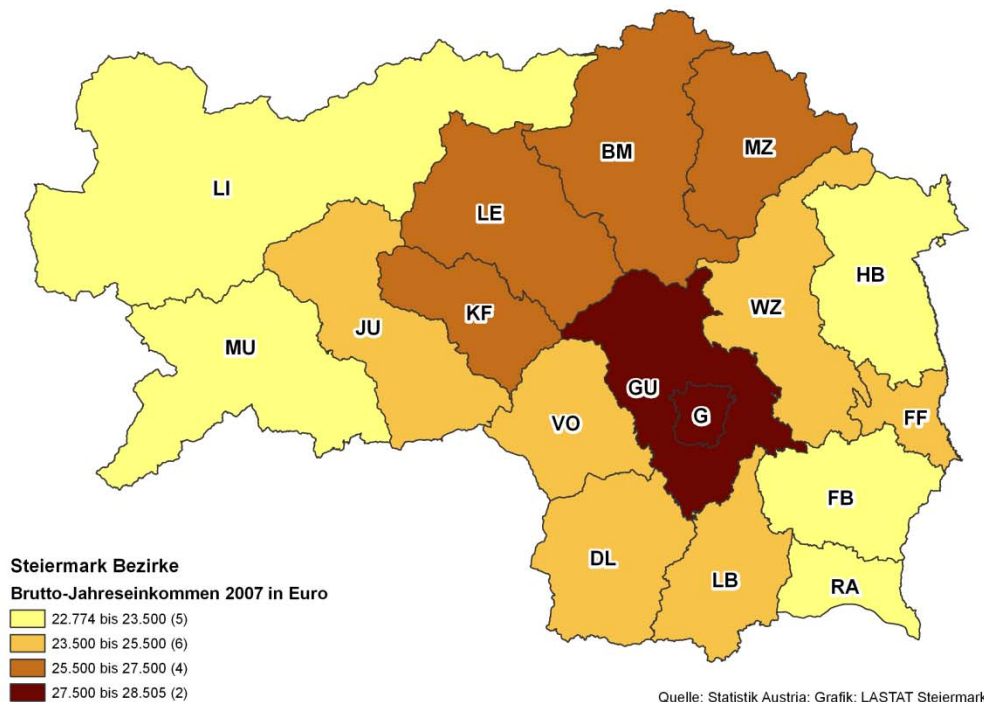 BM
MZ
LI
LE
HB
WZ
KF
JU
MU
GU
G
VO
FF
FB
DL
LB
RA
Steiermark Bezirke
Brutto-Jahreseinkommen 2007 in Euro
22.774 bis 23.500 (5)
23.500 bis 25.500 (6)
25.500 bis 27.500 (4)
27.500 bis 28.505 (2)
Quelle: Statistik Austria; Grafik: LASTAT Steiermark